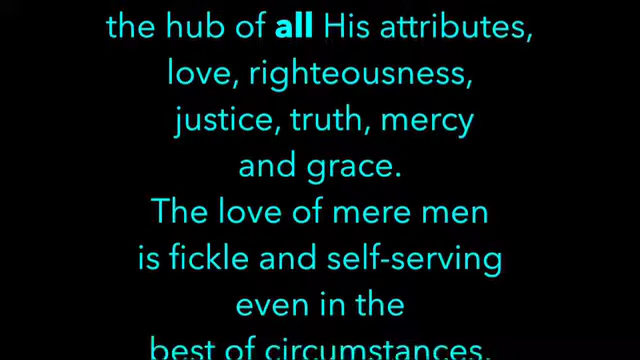 the hub of all His attributes,
love, righteousness,
justice, truth, mercy
and grace.
The love of mere men
is fickle and self-serving
even in the
best of circumstances.